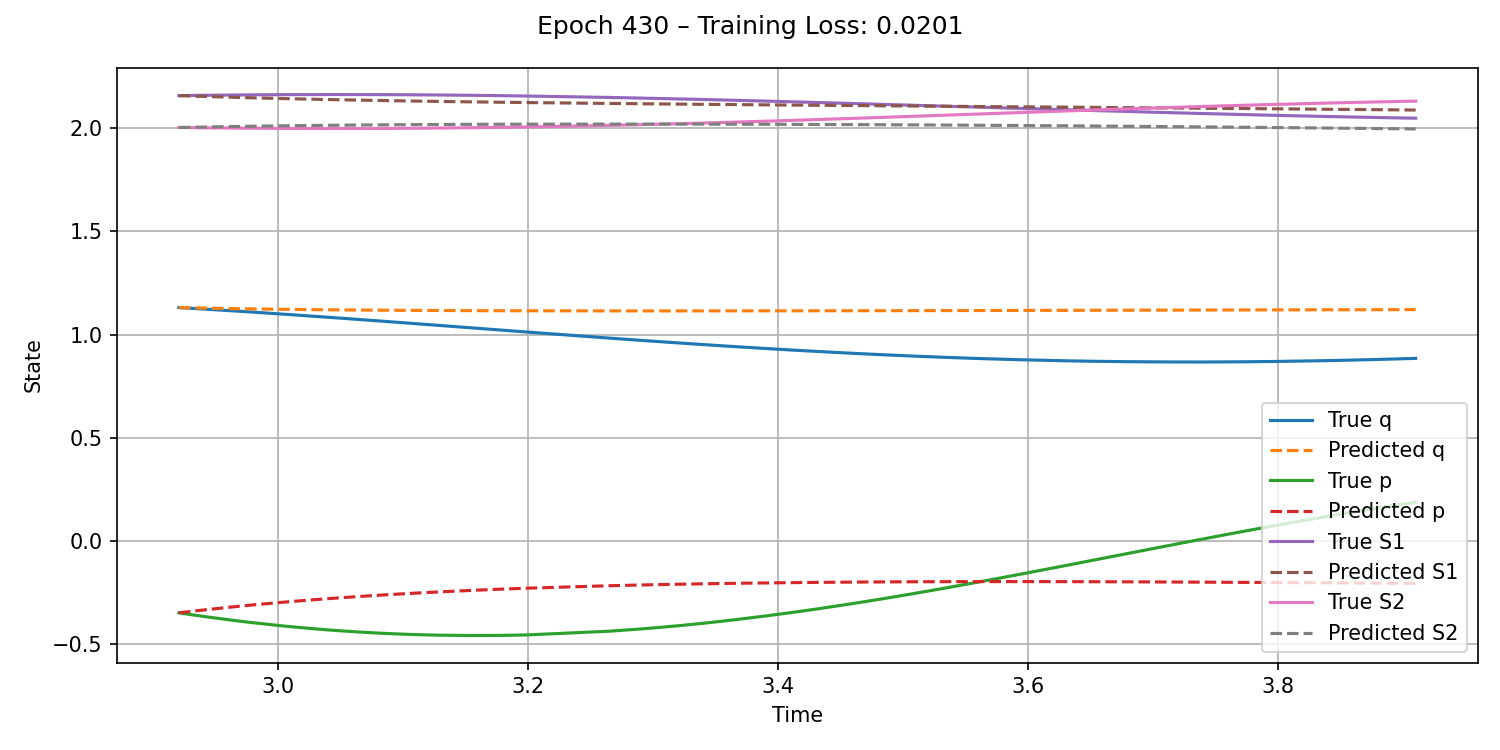 Epoch 430 – Training Loss: 0.0201
State
2.0
1.5
1.0
0.5
0.0
−0.5
3.0
3.2
3.4
3.6
3.8
Time
True q
Predicted q
True p
Predicted p
True S1
Predicted S1
True S2
Predicted S2